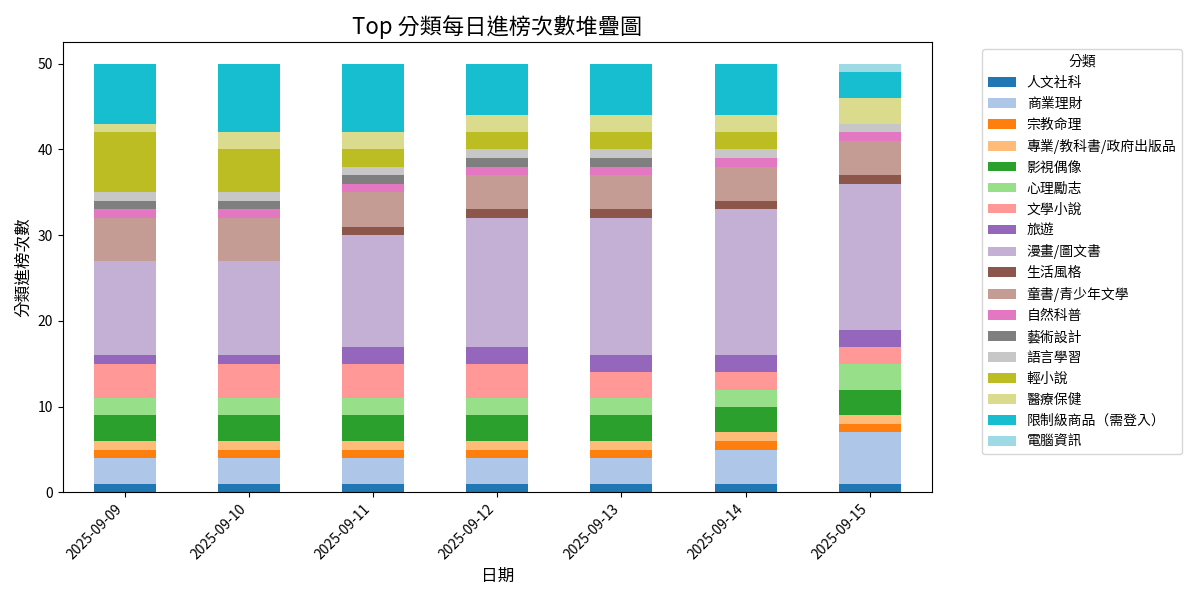 Top 分類每日進榜次數堆疊圖
分類進榜次數
50
40
30
20
10
0
2025-09-09
2025-09-10
2025-09-11
2025-09-12
2025-09-13
2025-09-14
2025-09-15
日期
分類
人文社科
商業理財
宗教命理
專業/教科書/政府出版品
影視偶像
心理勵志
文學小說
旅遊
漫畫/圖文書
生活風格
童書/青少年文學
自然科普
藝術設計
語言學習
輕小說
醫療保健
限制級商品（需登入）
電腦資訊